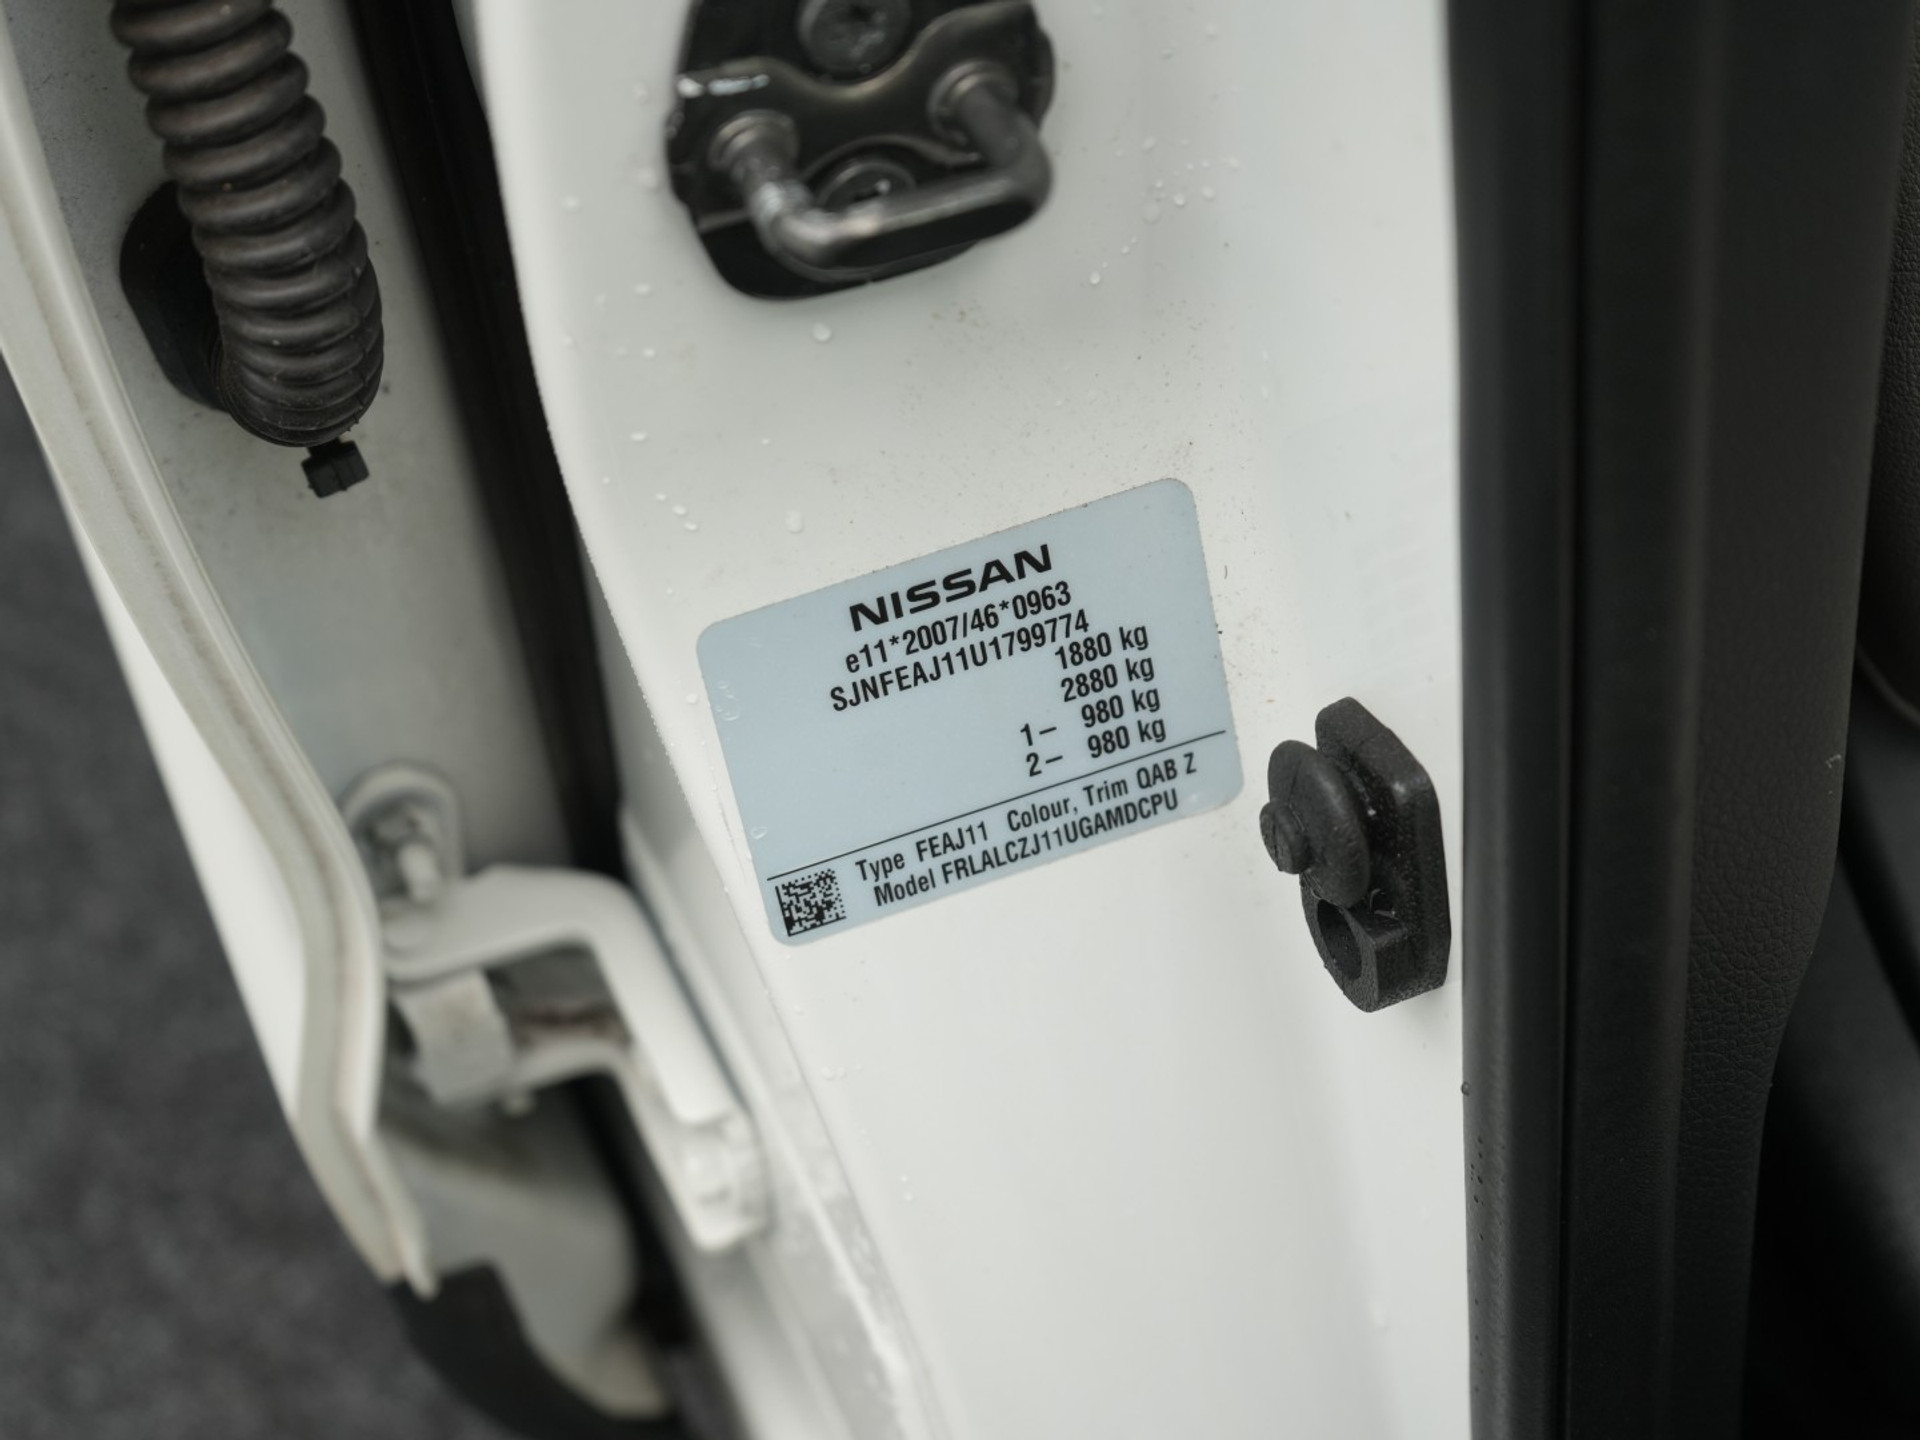 NISSAN
e11*2007/46*0963
SJNFEAJ11U1799774
1880 kg
2880 kg
1- 980 kg
2- 980 kg
Type FEAJ11 Colour, Trim QAB Z
Model FRLALCZJ11UGAMDCPU